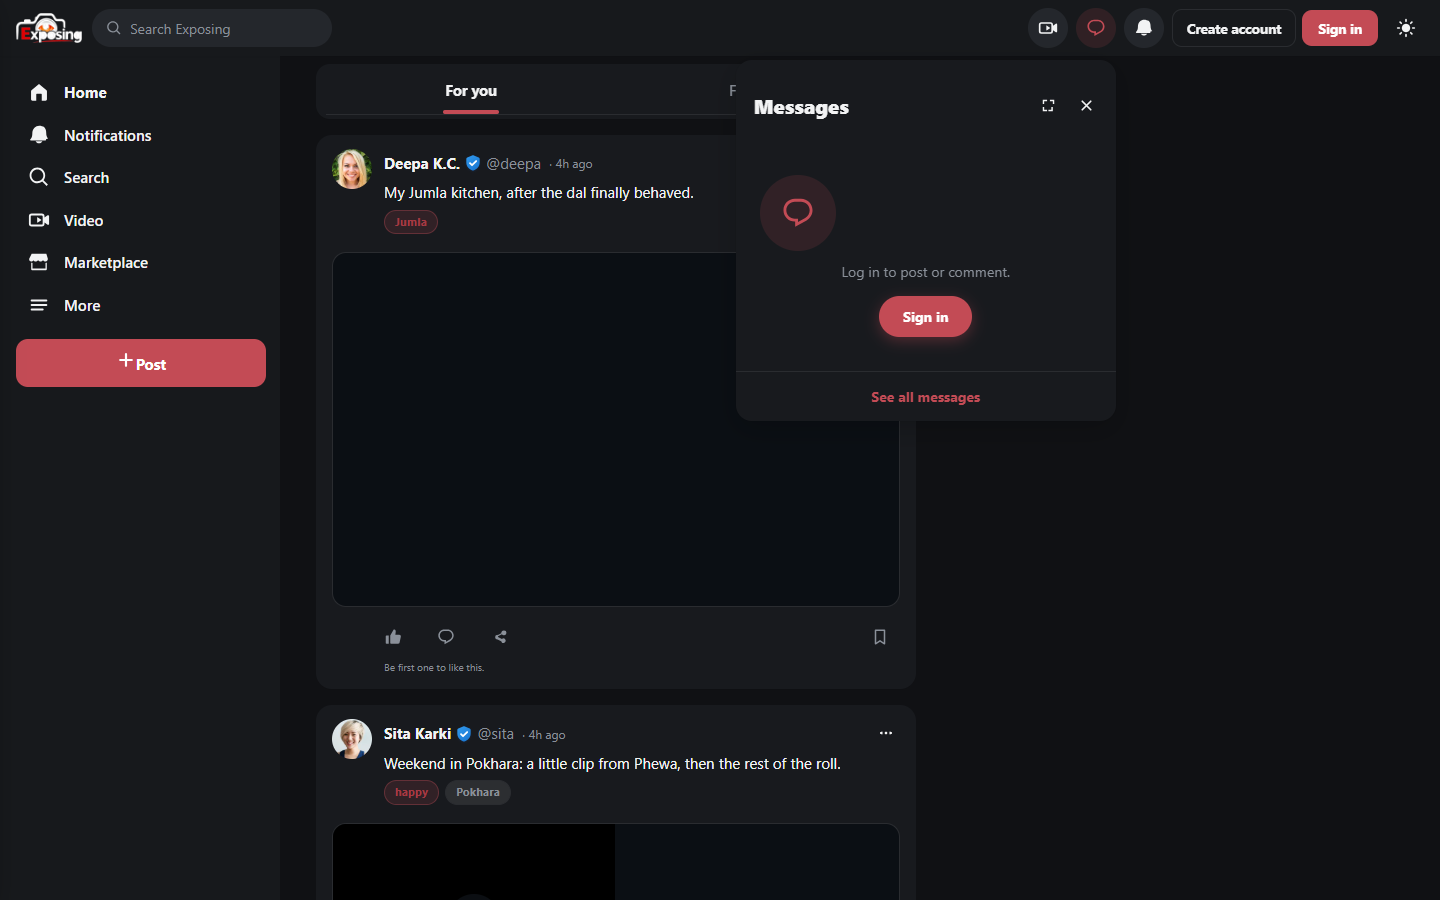 Exposing
Search Exposing
Create account
Sign in
Home
Notifications
Search
Video
Marketplace
More
Post
For you
F
Messages
Log in to post or comment.
Sign in
See all messages
Deepa K.C. @deepa · 4h ago
My Jumla kitchen, after the dal finally behaved.
Jumla
Be first one to like this.
Sita Karki @sita · 4h ago
Weekend in Pokhara: a little clip from Phewa, then the rest of the roll.
happy
Pokhara